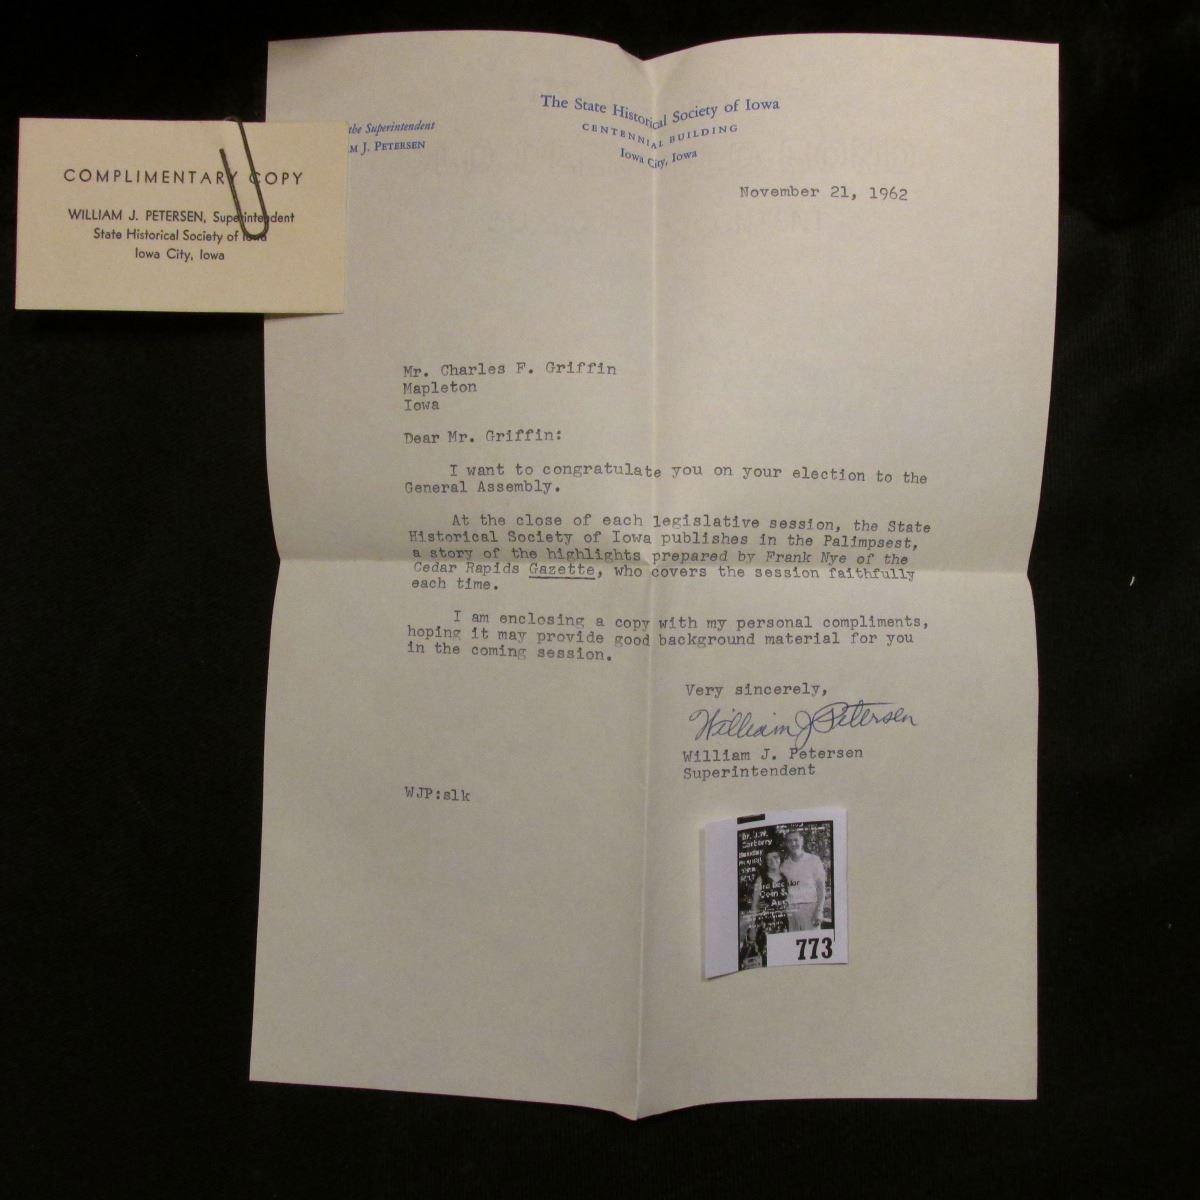 COMPLIMENTARY COPY
WILLIAM J. PETERSEN, Superintendent
State Historical Society of Iowa
Iowa City, Iowa
the Superintendent
M J. PETERSEN
The State Historical Society of Iowa
CENTENNIAL BUILDING
Iowa City, Iowa
November 21, 1962
Mr. Charles F. Griffin
Mapleton
Iowa
Dear Mr. Griffin:
I want to congratulate you on your election to the
General Assembly.
At the close of each legislative session, the State
Historical Society of Iowa publishes in the Palimpsest,
a story of the highlights prepared by Frank Nye of the
Cedar Rapids Gazette, who covers the session faithfully
each time.
I am enclosing a copy with my personal compliments,
hoping it may provide good background material for you
in the coming session.
Very sincerely,
William J Petersen
William J. Petersen
Superintendent
WJP:slk
Dr. J.W.
Carberry
773